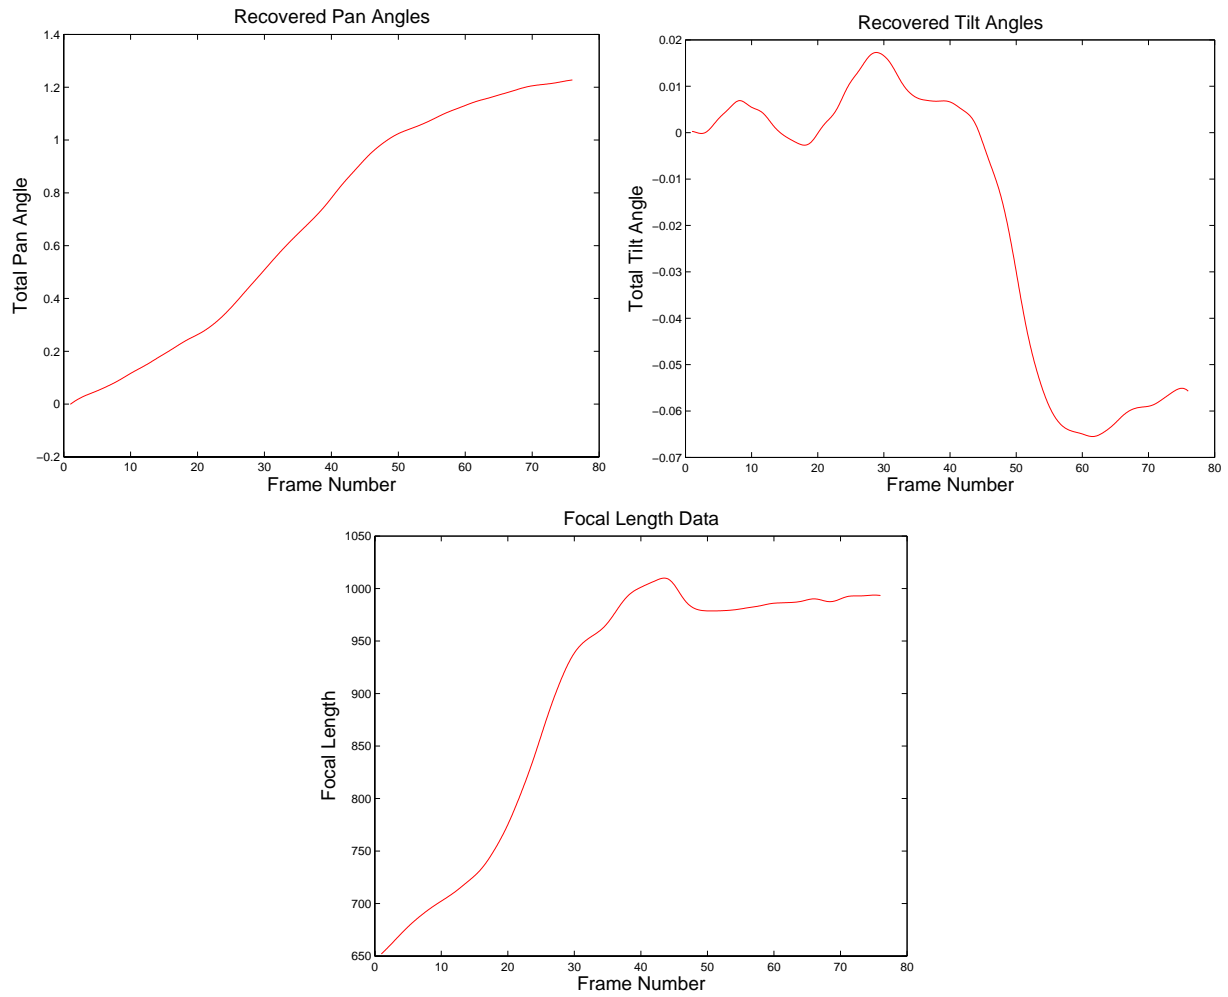 Recovered Pan Angles
1.4
1.2
1
0.8
0.6
0.4
0.2
0
−0.2
0 10 20 30 40 50 60 70 80
Total Pan Angle
Frame Number
Recovered Tilt Angles
0.02
0.01
0
−0.01
−0.02
−0.03
−0.04
−0.05
−0.06
−0.07
0 10 20 30 40 50 60 70 80
Total Tilt Angle
Frame Number
Focal Length Data
1050
1000
950
900
850
800
750
700
650
0 10 20 30 40 50 60 70 80
Focal Length
Frame Number